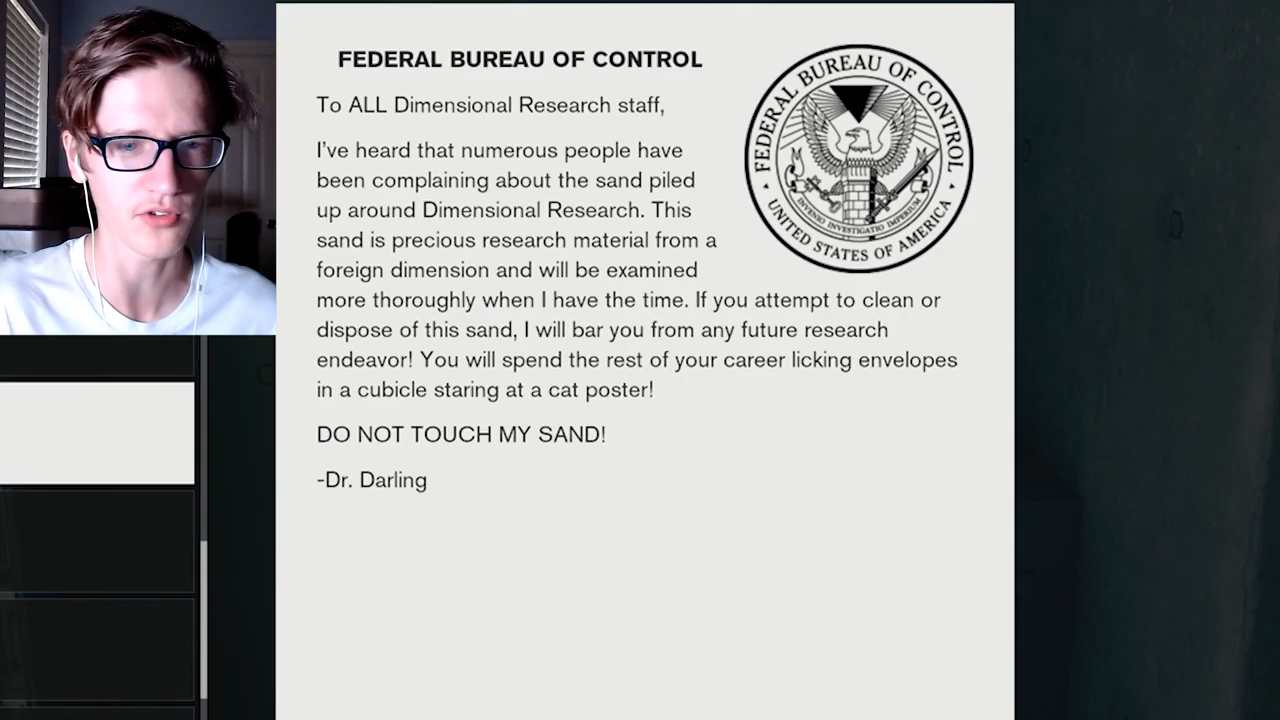 FEDERAL BUREAU OF CONTROL
To ALL Dimensional Research staff,
I've heard that numerous people have
been complaining about the sand piled
up around Dimensional Research. This
sand is precious research material from a
foreign dimension and will be examined
more thoroughly when I have the time. If you attempt to clean or
dispose of this sand, I will bar you from any future research
endeavor! You will spend the rest of your career licking envelopes
in a cubicle staring at a cat poster!
DO NOT TOUCH MY SAND!
-Dr. Darling
FEDERAL BUREAU OF CONTROL
INVENIO INVESTIGATIO IMPERIUM
UNITED STATES OF AMERICA